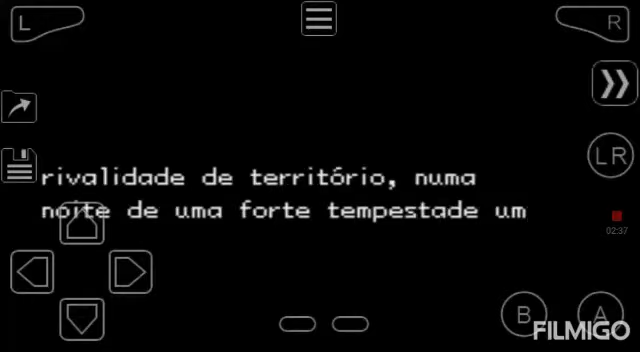 L
R
LR
rivalidade de território, numa
noite de uma forte tempestade um
02:37
B
A
FILMIGO